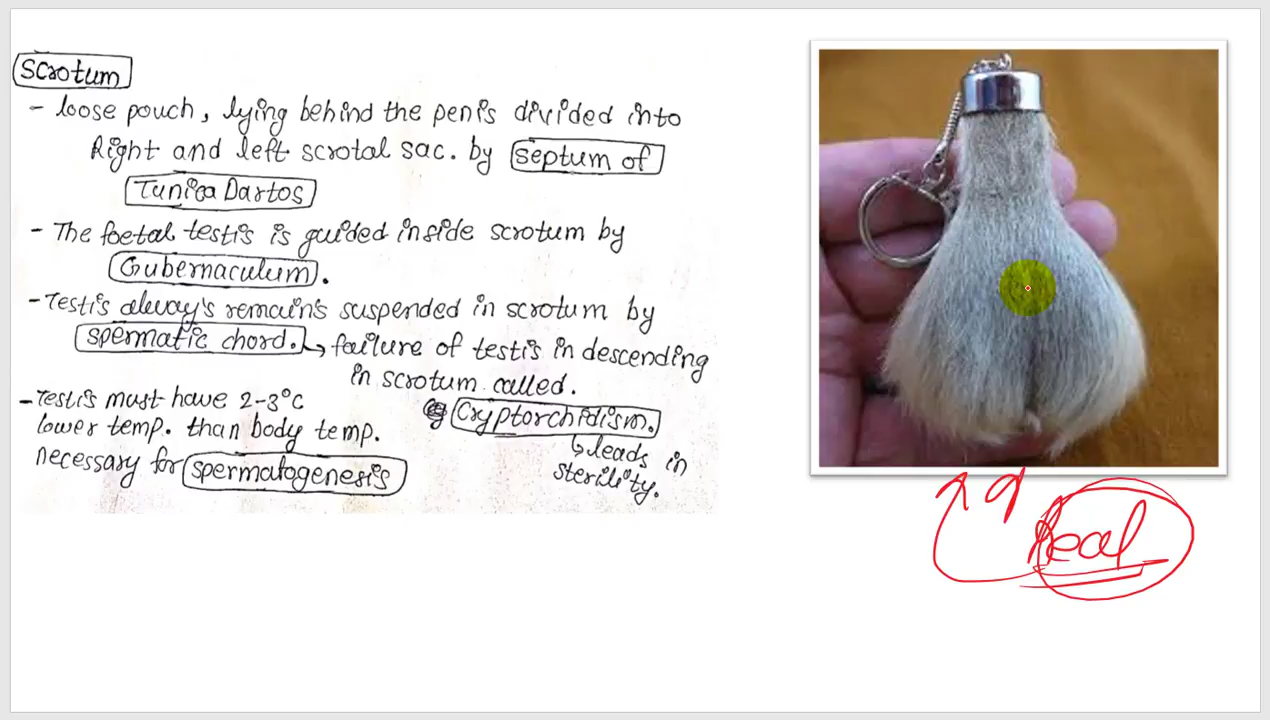 Scrotum
- loose pouch, lying behind the penis divided into
Right and left scrotal sac. by septum of
Tunica Dartos
- The foetal testis is guided inside scrotum by
Gubernaculum.
- Testis alway's remain's suspended in scrotum by
spermatic chord. → failure of testis in descending
in scrotum called.
Cryptorchidism.
↳ leads in
sterility.
- Testis must have 2-3°C
lower temp. than body temp.
necessary for spermatogenesis
Real